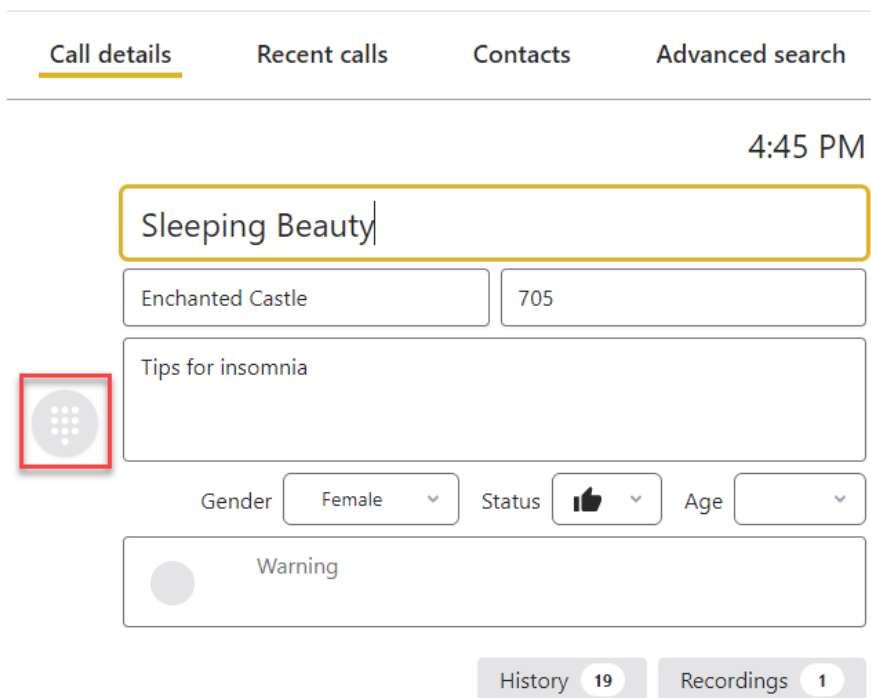 Call details Recent calls Contacts Advanced search
4:45 PM
Sleeping Beauty
Enchanted Castle 705
Tips for insomnia
Gender Female Status Age
Warning
History 19 Recordings 1